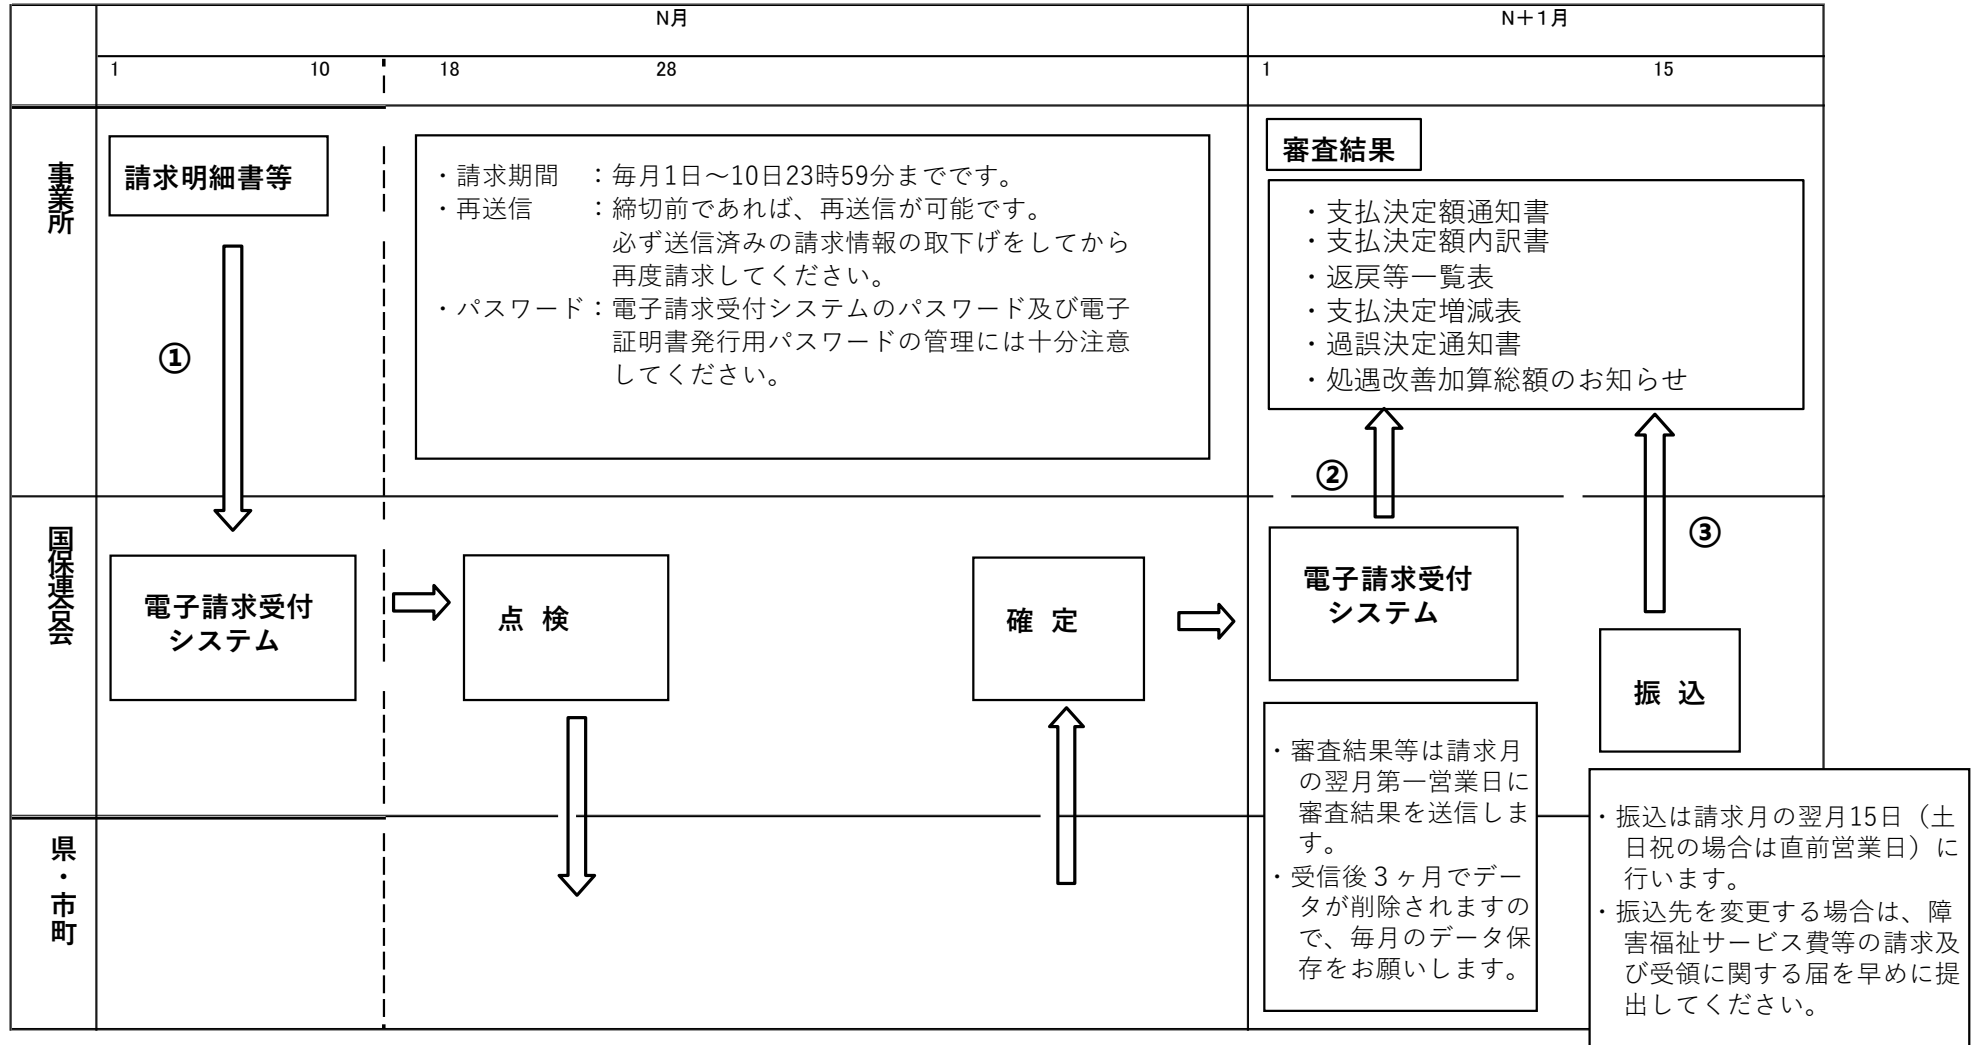 N月
N＋1月
1
10
18
28
1
15
事業所
請求明細書等
・請求期間　：毎月1日～10日23時59分までです。
・再送信　　：締切前であれば、再送信が可能です。
必ず送信済みの請求情報の取下げをしてから
再度請求してください。
・パスワード：電子請求受付システムのパスワード及び電子
証明書発行用パスワードの管理には十分注意
してください。
審査結果
・支払決定額通知書
・支払決定額内訳書
・返戻等一覧表
・支払決定増減表
・過誤決定通知書
・処遇改善加算総額のお知らせ
①
②
③
国保連合会
電子請求受付
システム
点 検
確 定
電子請求受付
システム
振 込
・審査結果等は請求月
の翌月第一営業日に
審査結果を送信しま
す。
・受信後３ヶ月でデー
タが削除されますの
で、毎月のデータ保
存をお願いします。
・振込は請求月の翌月15日（土
日祝の場合は直前営業日）に
行います。
・振込先を変更する場合は、障
害福祉サービス費等の請求及
び受領に関する届を早めに提
出してください。
県・市町